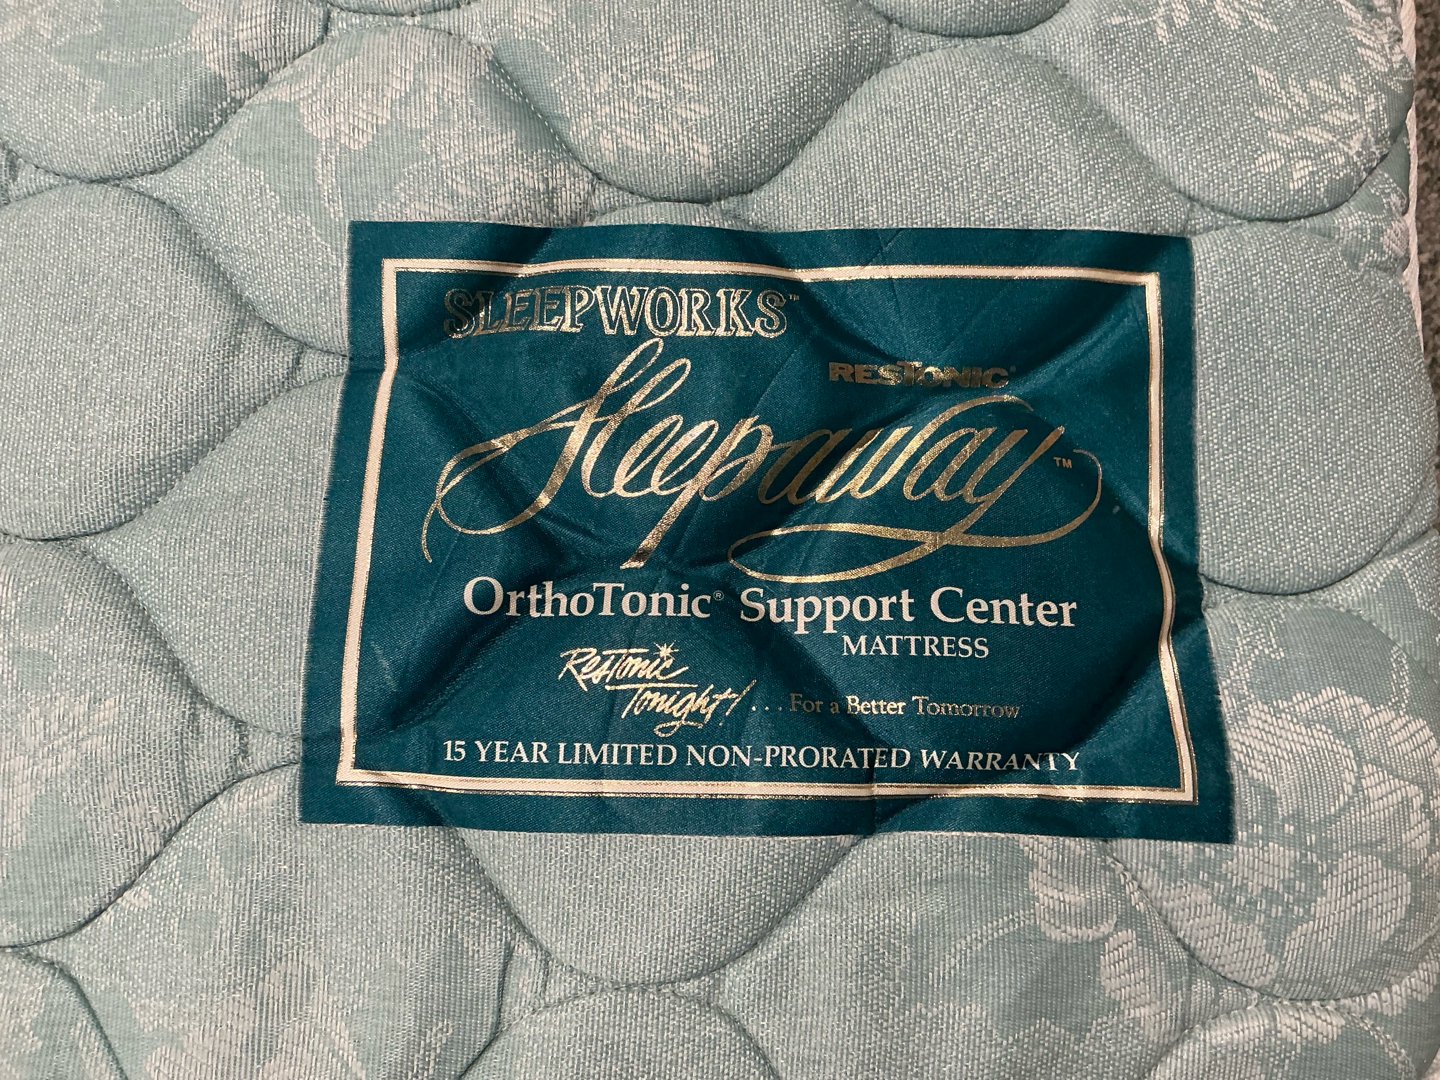 SLEEPWORKS™
RESTONIC®
Sleepaway™
OrthoTonic® Support Center
MATTRESS
ResTonic
Tonight! ... For a Better Tomorrow
15 YEAR LIMITED NON-PRORATED WARRANTY